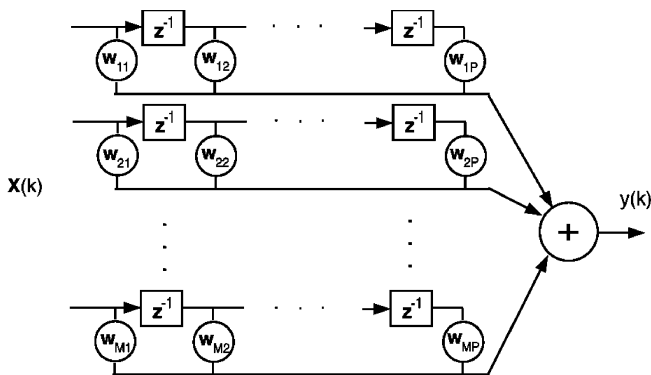 z⁻¹ · · · z⁻¹
w₁₁ w₁₂ w₁P
z⁻¹ · · · z⁻¹
w₂₁ w₂₂ w₂P
X(k)
y(k)
+
z⁻¹ · · · z⁻¹
wM1 wM2 wMP